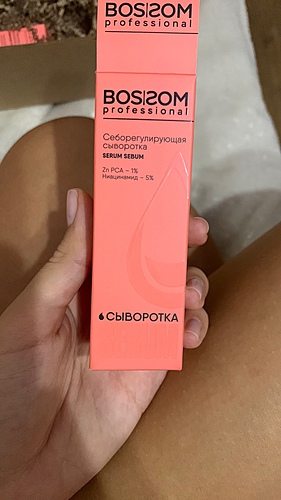 BOSSOM
professional
BOSSOM
professional
Себорегулирующая
сыворотка
SERUM SEBUM
Zn PCA – 1%
Ниацинамид – 5%
СЫВОРОТКА